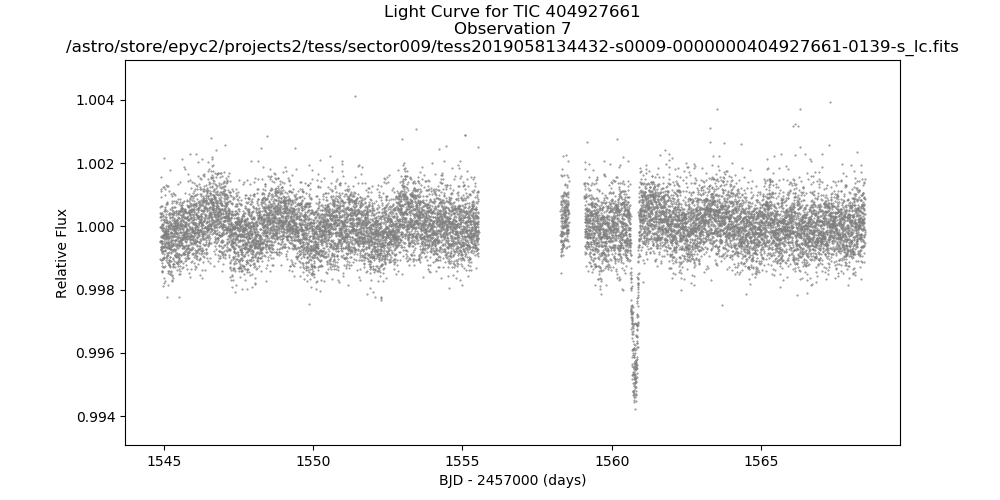 Light Curve for TIC 404927661
Observation 7
/astro/store/epyc2/projects2/tess/sector009/tess2019058134432-s0009-0000000404927661-0139-s_lc.fits
1.004
1.002
1.000
0.998
0.996
0.994
Relative Flux
1545 1550 1555 1560 1565
BJD - 2457000 (days)